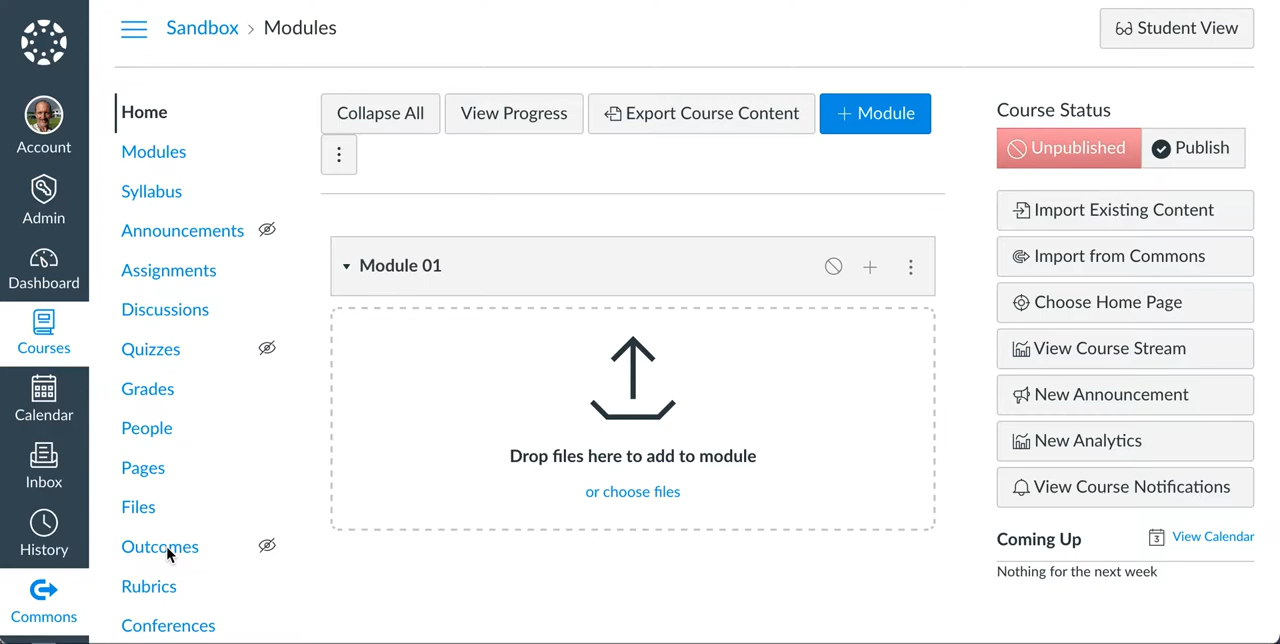 Sandbox › Modules
Student View
Account
Admin
Dashboard
Courses
Calendar
Inbox
History
Commons
Home
Modules
Syllabus
Announcements
Assignments
Discussions
Quizzes
Grades
People
Pages
Files
Outcomes
Rubrics
Conferences
Collapse All
View Progress
Export Course Content
+ Module
Module 01
Drop files here to add to module
or choose files
Course Status
Unpublished
Publish
Import Existing Content
Import from Commons
Choose Home Page
View Course Stream
New Announcement
New Analytics
View Course Notifications
Coming Up
3 View Calendar
Nothing for the next week